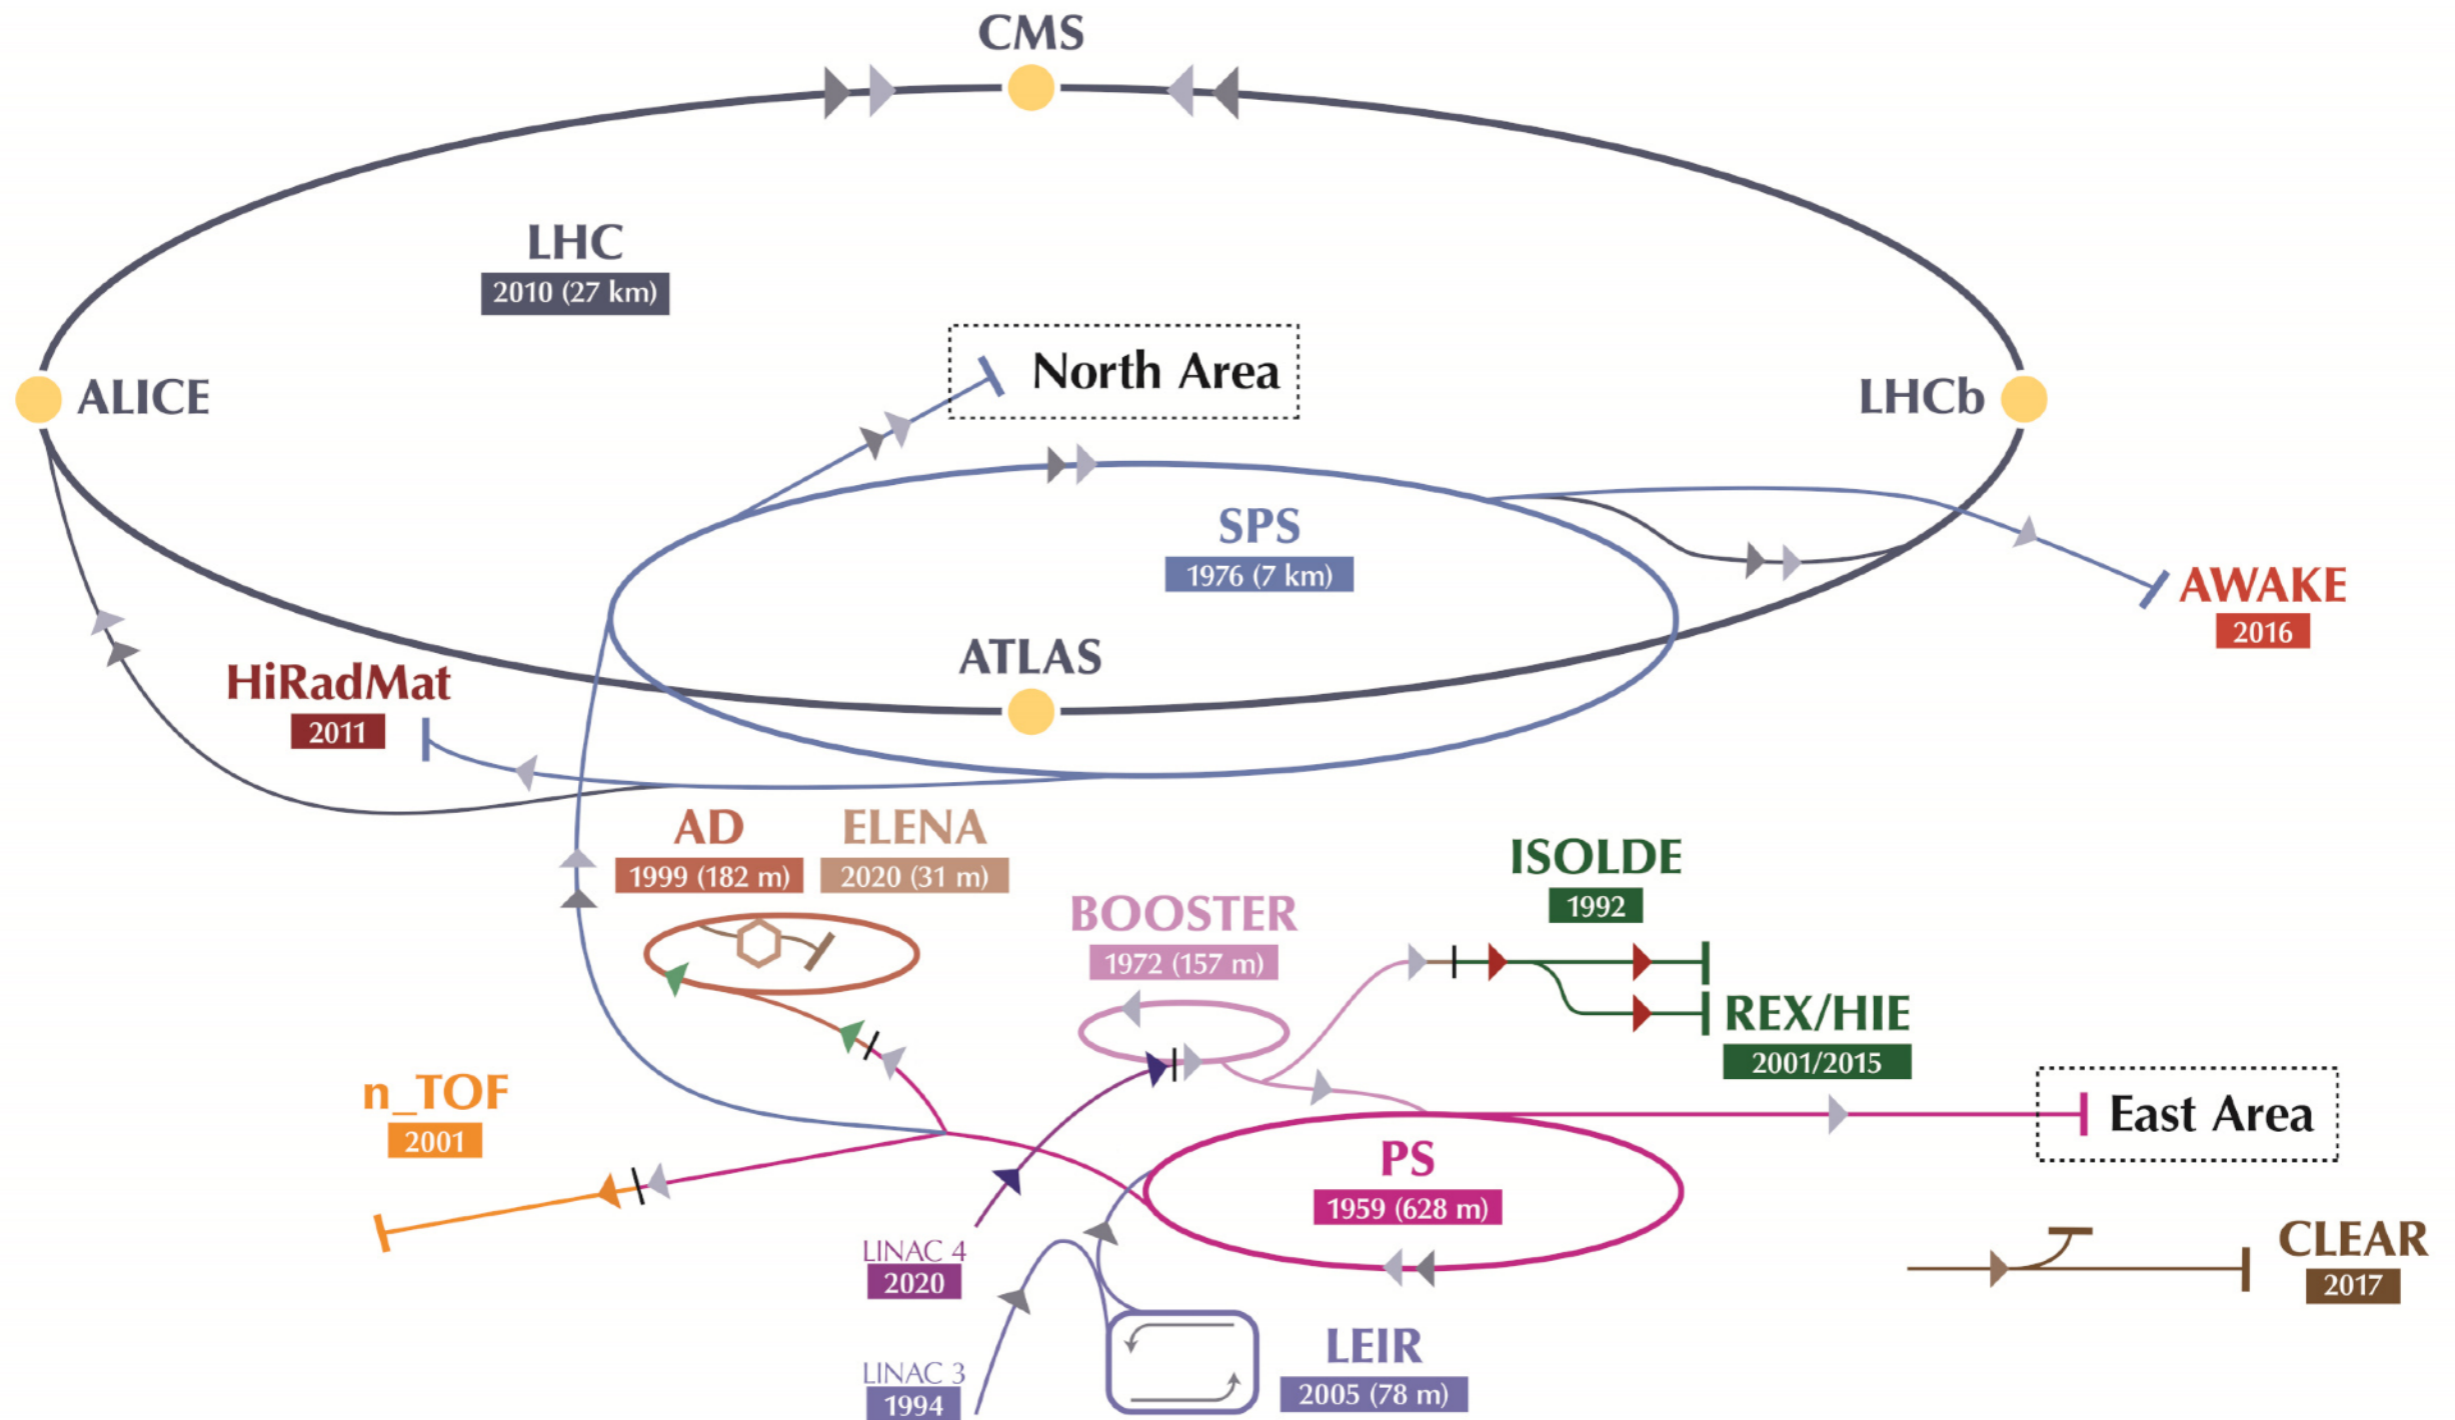 CMS
LHC
2010 (27 km)
North Area
ALICE
LHCb
SPS
1976 (7 km)
AWAKE
2016
ATLAS
HiRadMat
2011
AD
1999 (182 m)
ELENA
2020 (31 m)
ISOLDE
1992
BOOSTER
1972 (157 m)
REX/HIE
2001/2015
n_TOF
2001
East Area
PS
1959 (628 m)
LINAC 4
2020
CLEAR
2017
LEIR
2005 (78 m)
LINAC 3
1994